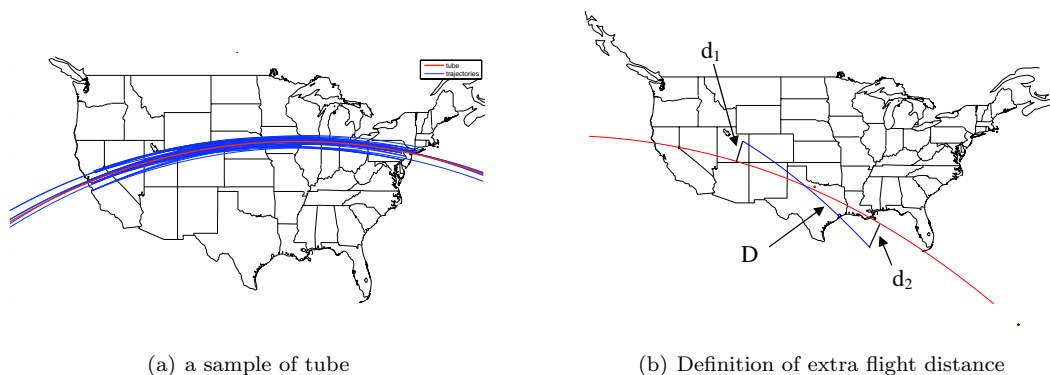 tube
trajectories
d1
D
d2
(a) a sample of tube
(b) Definition of extra flight distance